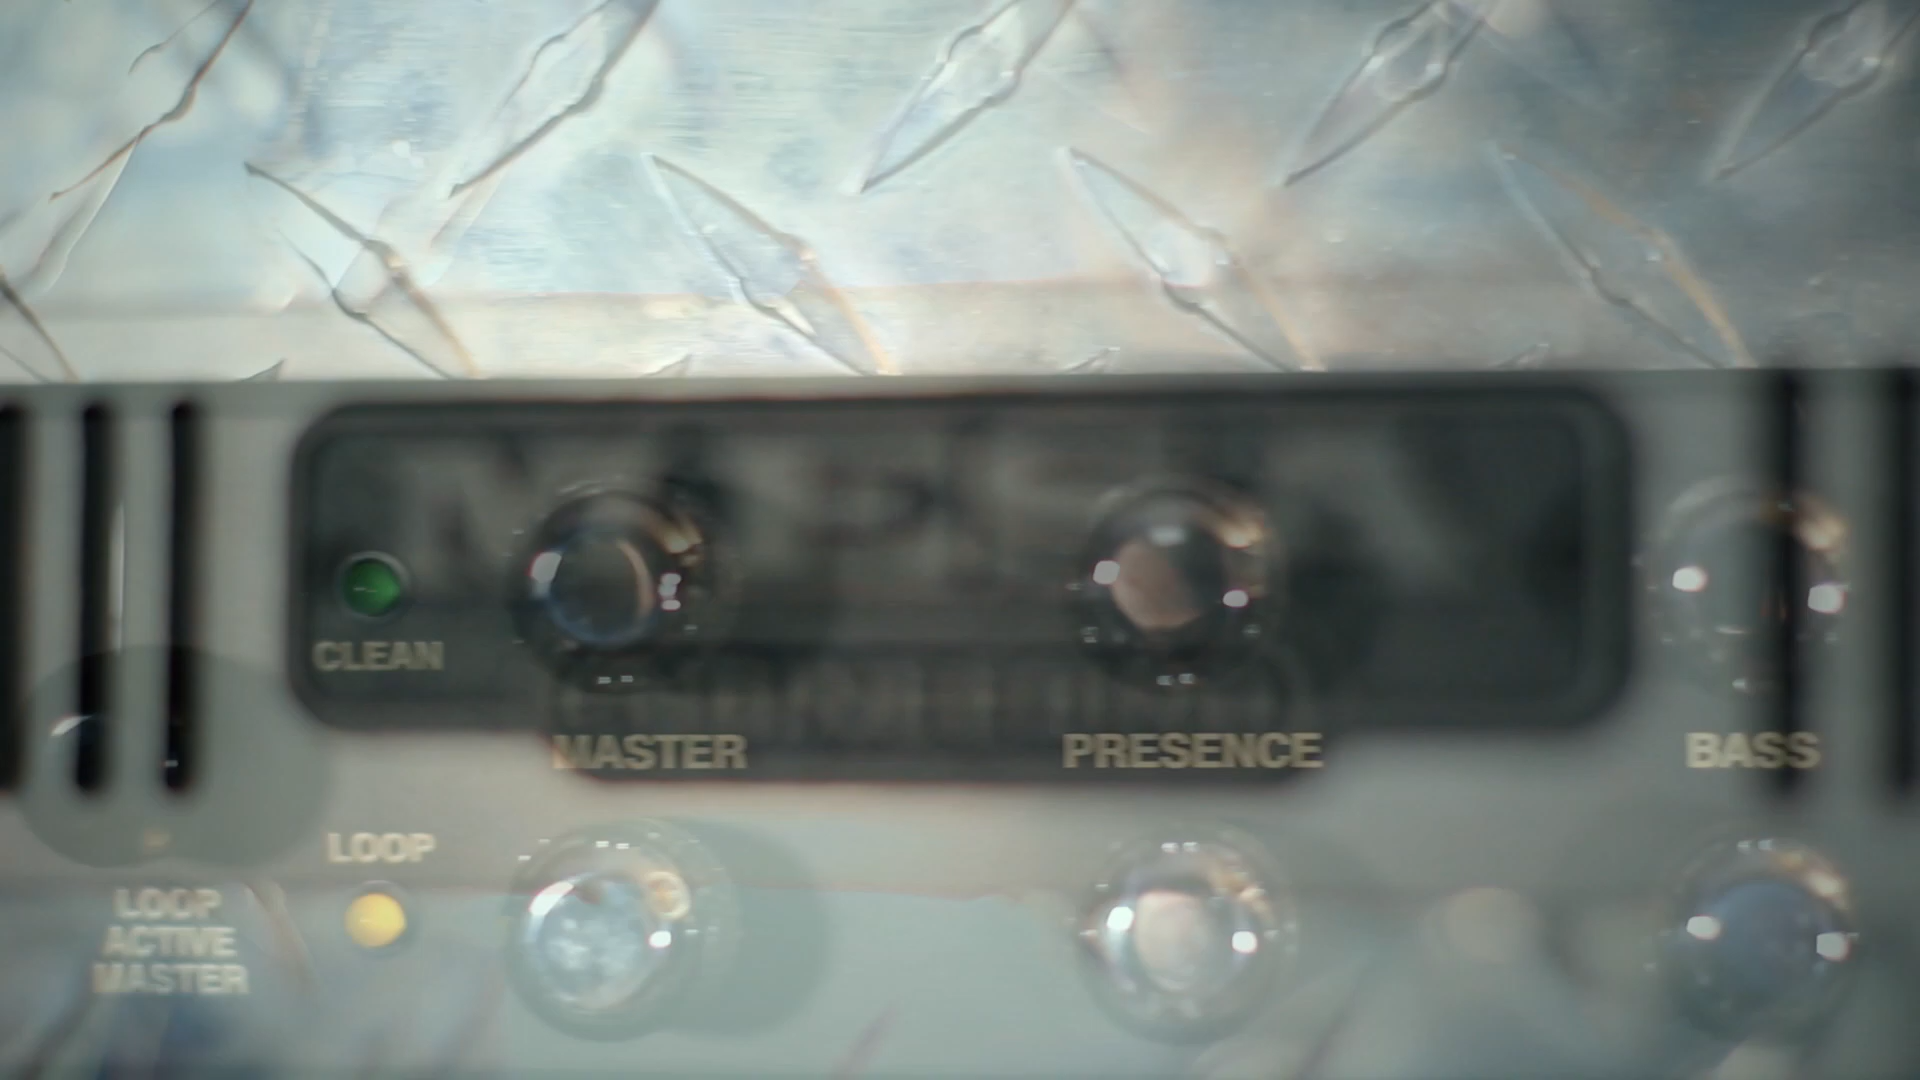 CLEAN
MASTER
PRESENCE
BASS
LOOP
LOOP
ACTIVE
MASTER